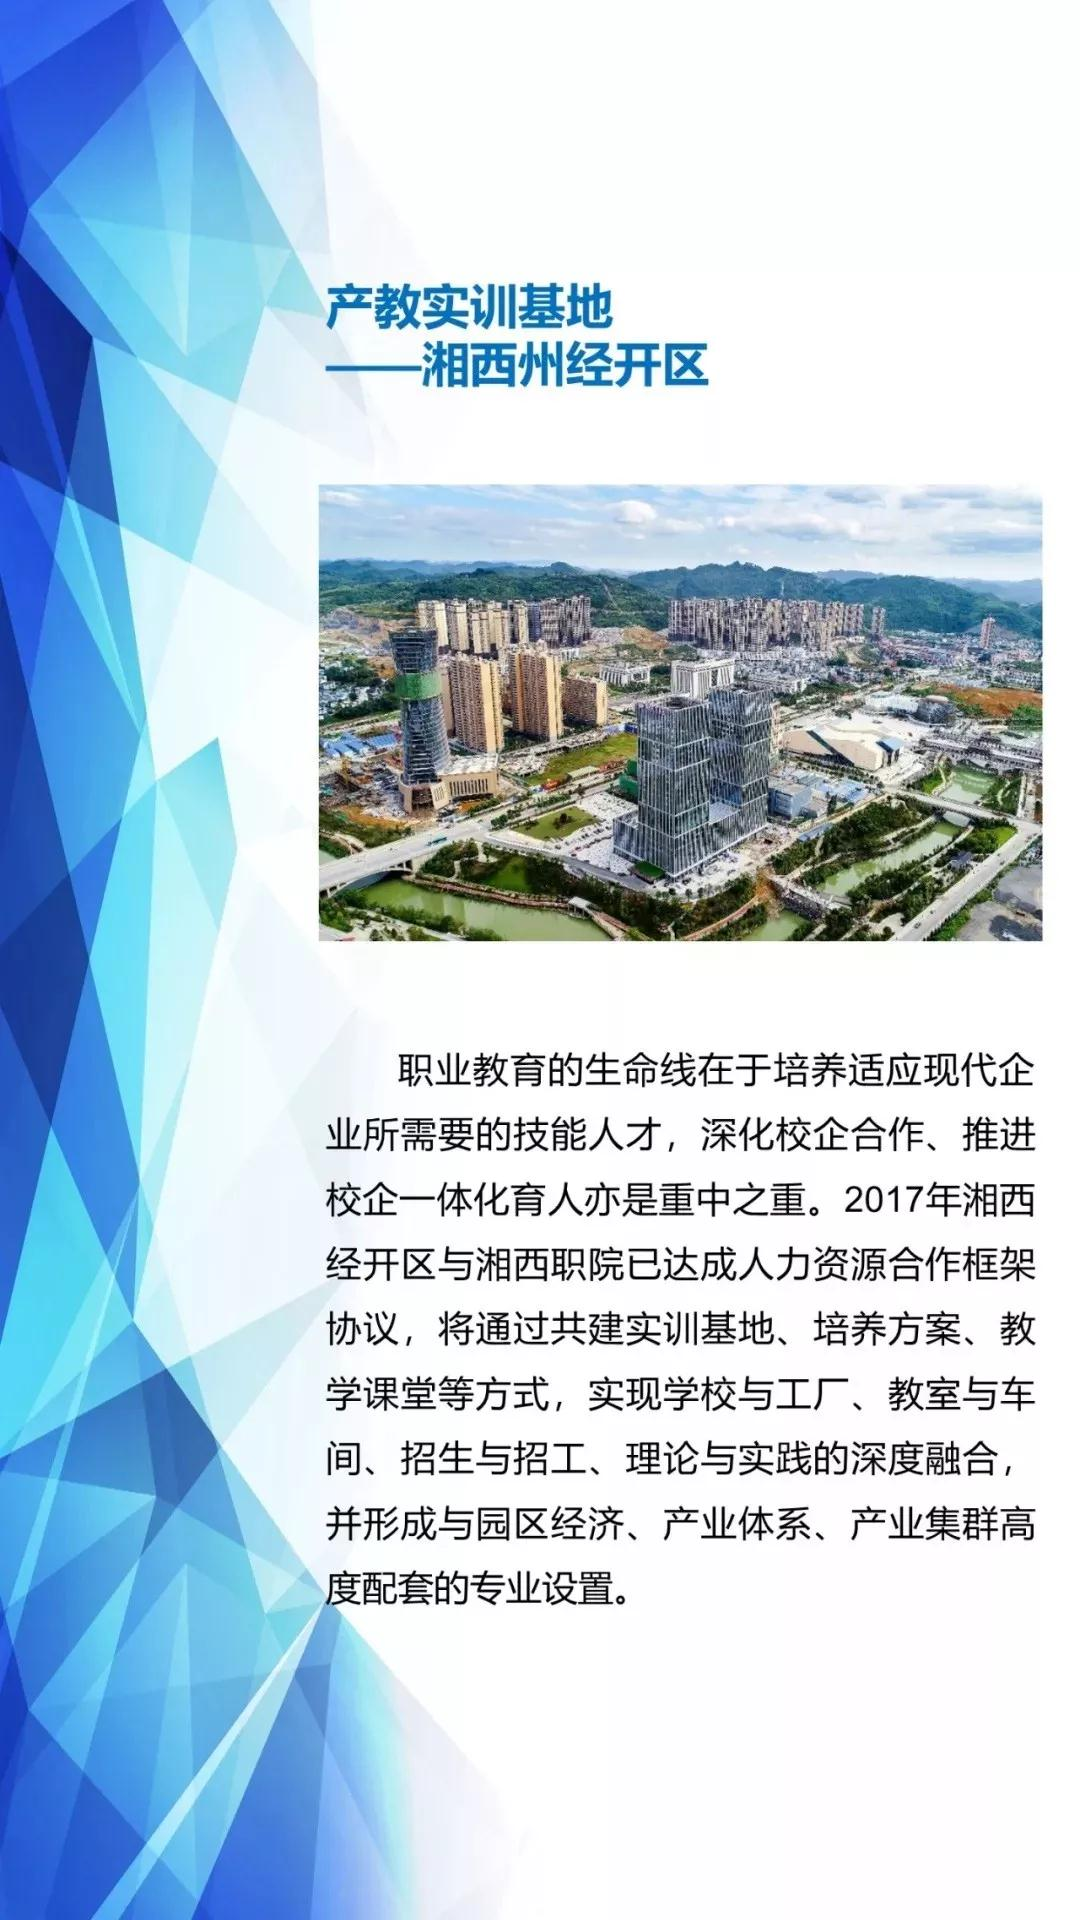 产教实训基地
——湘西州经开区
职业教育的生命线在于培养适应现代企
业所需要的技能人才，深化校企合作、推进
校企一体化育人亦是重中之重。2017年湘西
经开区与湘西职院已达成人力资源合作框架
协议，将通过共建实训基地、培养方案、教
学课堂等方式，实现学校与工厂、教室与车
间、招生与招工、理论与实践的深度融合，
并形成与园区经济、产业体系、产业集群高
度配套的专业设置。